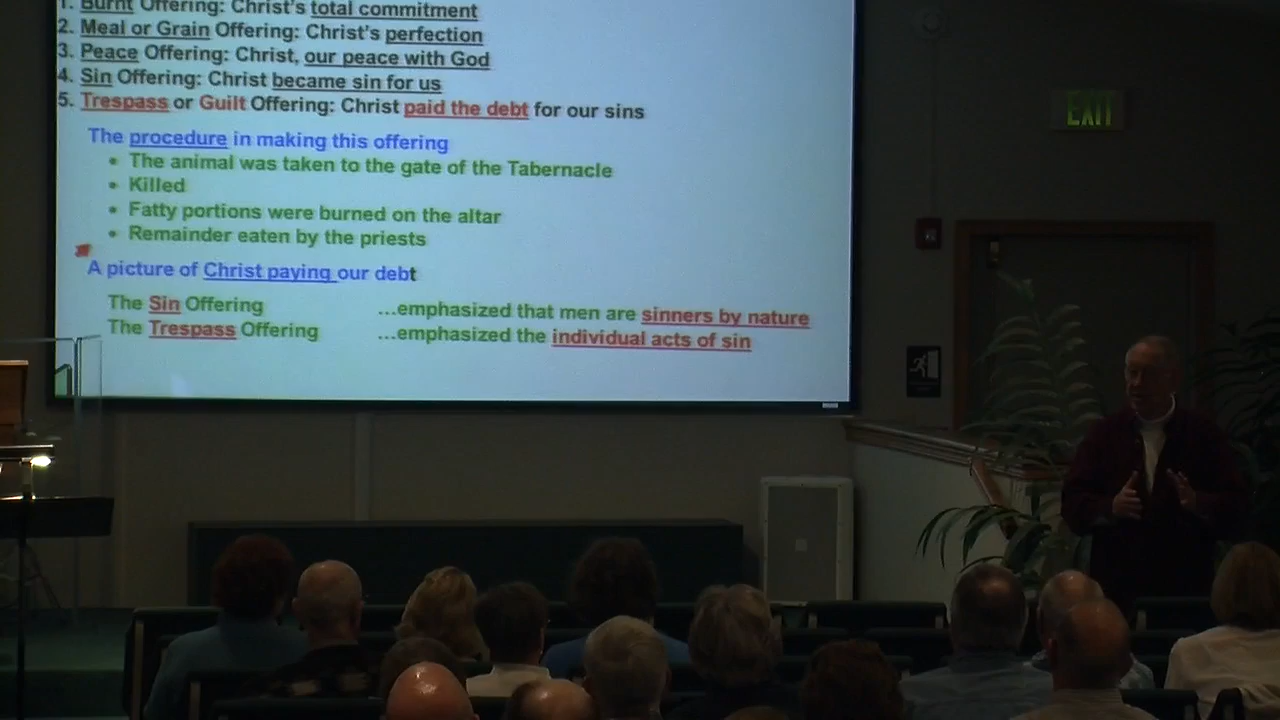 1. Burnt Offering: Christ's total commitment
2. Meal or Grain Offering: Christ's perfection
3. Peace Offering: Christ, our peace with God
4. Sin Offering: Christ became sin for us
5. Trespass or Guilt Offering: Christ paid the debt for our sins
The procedure in making this offering
• The animal was taken to the gate of the Tabernacle
• Killed
• Fatty portions were burned on the altar
• Remainder eaten by the priests
A picture of Christ paying our debt
The Sin Offering ...emphasized that men are sinners by nature
The Trespass Offering ...emphasized the individual acts of sin
EXIT